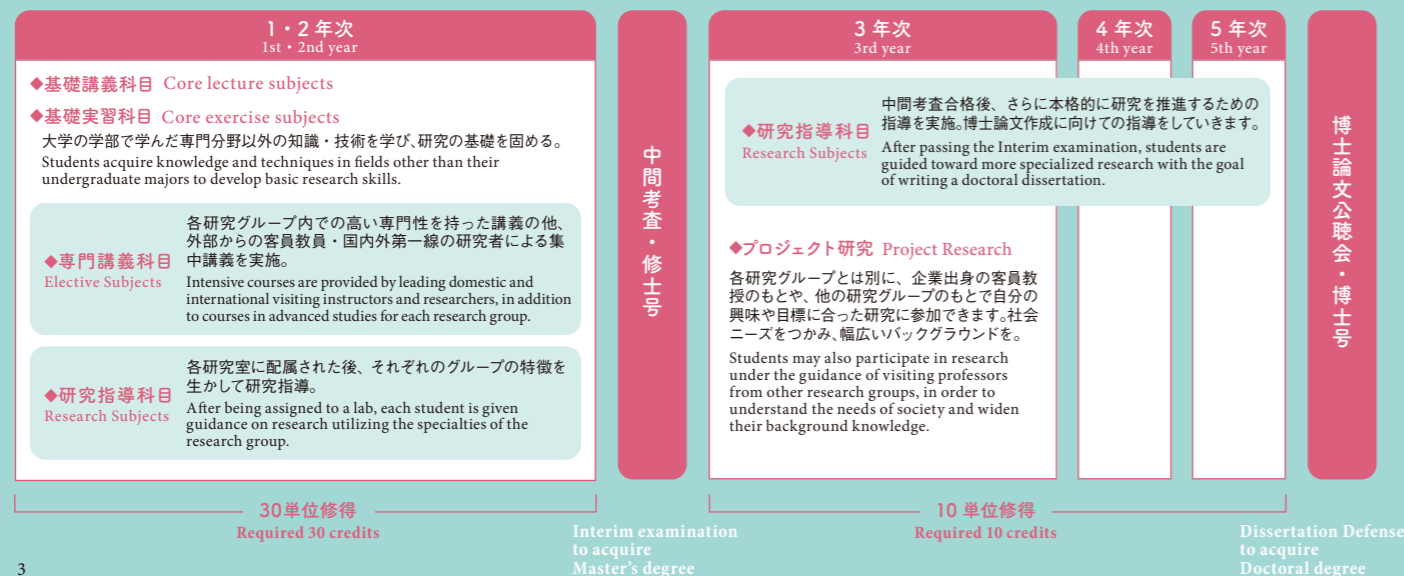 1・2 年次
1st・2nd year
◆基礎講義科目 Core lecture subjects
◆基礎実習科目 Core exercise subjects
大学の学部で学んだ専門分野以外の知識・技術を学び、研究の基礎を固める。
Students acquire knowledge and techniques in fields other than their
undergraduate majors to develop basic research skills.
◆専門講義科目
Elective Subjects
各研究グループ内での高い専門性を持った講義の他、
外部からの客員教員・国内外第一線の研究者による集
中講義を実施。
Intensive courses are provided by leading domestic and
international visiting instructors and researchers, in addition
to courses in advanced studies for each research group.
◆研究指導科目
Research Subjects
各研究室に配属された後、それぞれのグループの特徴を
生かして研究指導。
After being assigned to a lab, each student is given
guidance on research utilizing the specialties of the
research group.
30単位修得
Required 30 credits
中間考査・修士号
Interim examination
to acquire
Master's degree
3 年次
3rd year
4 年次
4th year
5 年次
5th year
◆研究指導科目
Research Subjects
中間考査合格後、さらに本格的に研究を推進するための
指導を実施。博士論文作成に向けての指導をしていきます。
After passing the Interim examination, students are
guided toward more specialized research with the goal
of writing a doctoral dissertation.
◆プロジェクト研究 Project Research
各研究グループとは別に、企業出身の客員教
授のもとや、他の研究グループのもとで自分の
興味や目標に合った研究に参加できます。社会
ニーズをつかみ、幅広いバックグラウンドを。
Students may also participate in research
under the guidance of visiting professors
from other research groups, in order to
understand the needs of society and widen
their background knowledge.
10 単位修得
Required 10 credits
博士論文公聴会・博士号
Dissertation Defense
to acquire
Doctoral degree
3